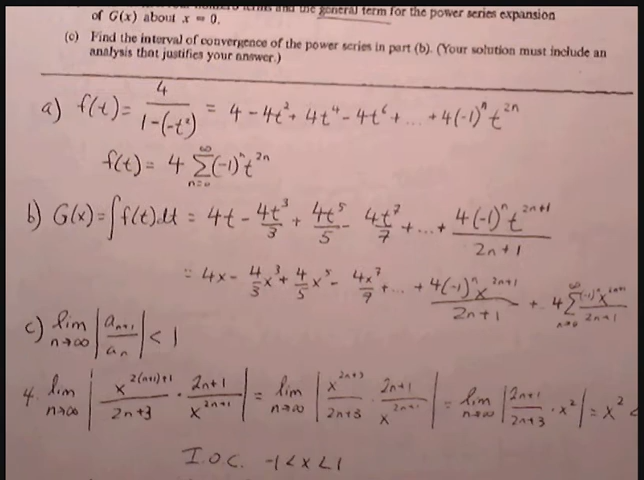 of G(x) about x = 0.
(c) Find the interval of convergence of the power series in part (b). (Your solution must include an
analysis that justifies your answer.)
a) f(t) = 4/(1-(-t²)) = 4 - 4t² + 4t⁴ - 4t⁶ + ... + 4(-1)ⁿ t²ⁿ
f(t) = 4 ∑_{n=0}^{∞} (-1)ⁿ t²ⁿ
b) G(x) = ∫ f(t) dt = 4t - 4t³/3 + 4t⁵/5 - 4t⁷/7 + ... + 4(-1)ⁿ t²ⁿ⁺¹/(2n+1)
= 4x - 4/3 x³ + 4/5 x⁵ - 4x⁷/7 + ... + 4(-1)ⁿ x²ⁿ⁺¹/(2n+1) + 4 ∑_{n=0}^{∞} (-1)ⁿ x²ⁿ⁺¹/(2n+1)
c) lim_{n→∞} |aₙ₊₁/aₙ| < 1
4. lim_{n→∞} |x^{2(n+1)+1}/(2n+3) · (2n+1)/x^{2n+1}| = lim_{n→∞} |x^{2n+3}/(2n+3) · (2n+1)/x^{2n+1}| = lim_{n→∞} |(2n+1)/(2n+3) · x²| = x² <
I.O.C. -1 < x < 1